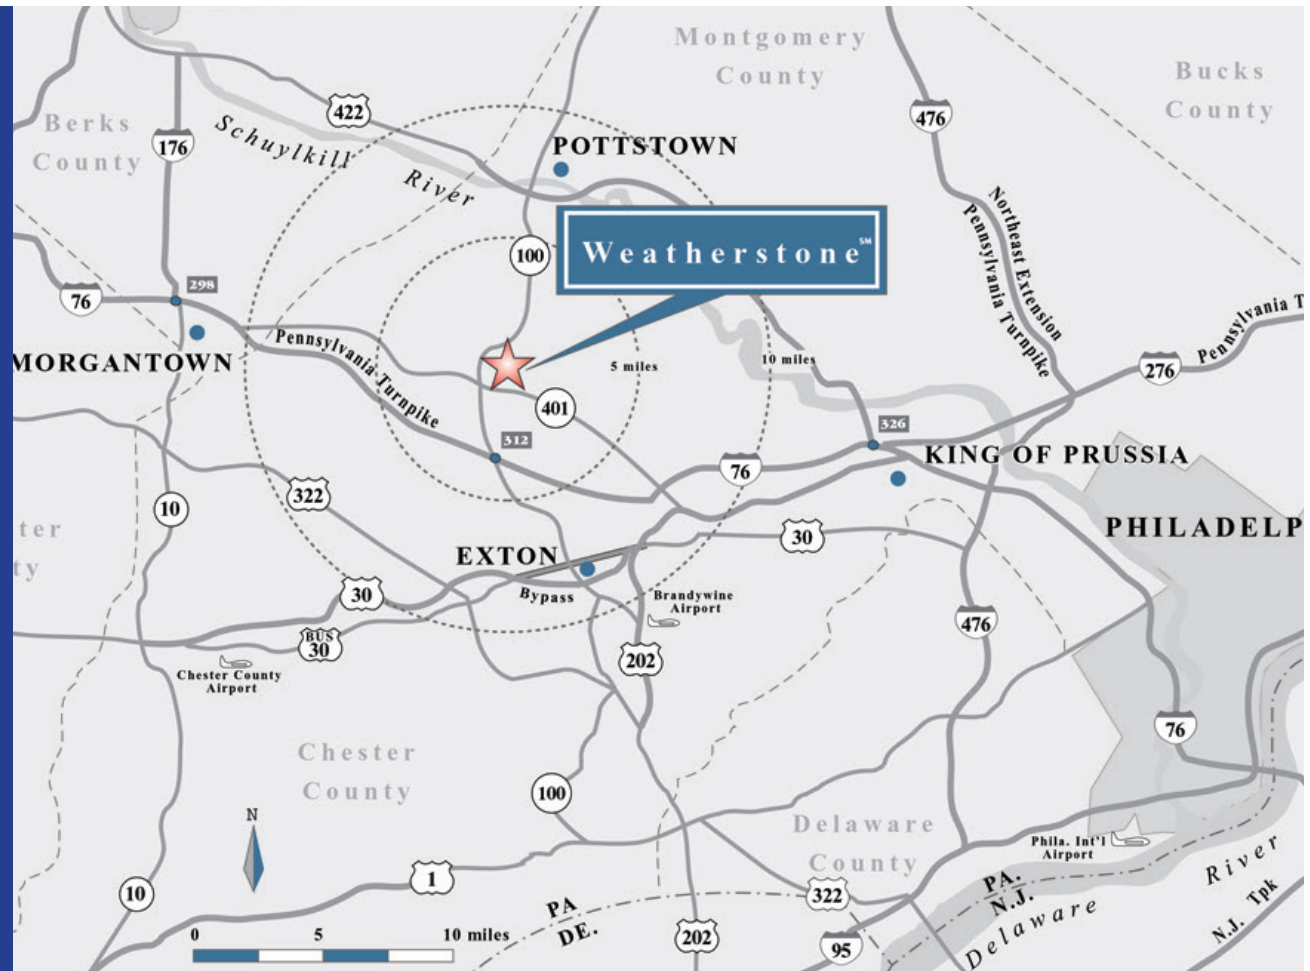 Montgomery
County
Bucks
County
Berks
County
422
476
176
Schuylkill
River
POTTSTOWN
Northeast Extension
Pennsylvania Turnpike
100
Weatherstone℠
298
76
MORGANTOWN
Pennsylvania Turnpike
5 miles
10 miles
Pennsylvania T
276
401
326
312
KING OF PRUSSIA
76
322
10
30
PHILADELP
ter
ty
EXTON
Bypass
30
BUS
30
Brandywine
Airport
476
202
Chester County
Airport
76
Chester
County
100
Delaware
County
Phila. Int'l
Airport
N
1
10
322
PA.
N.J.
Delaware
River
N.J. Tpk
PA
DE.
202
95
0 5 10 miles